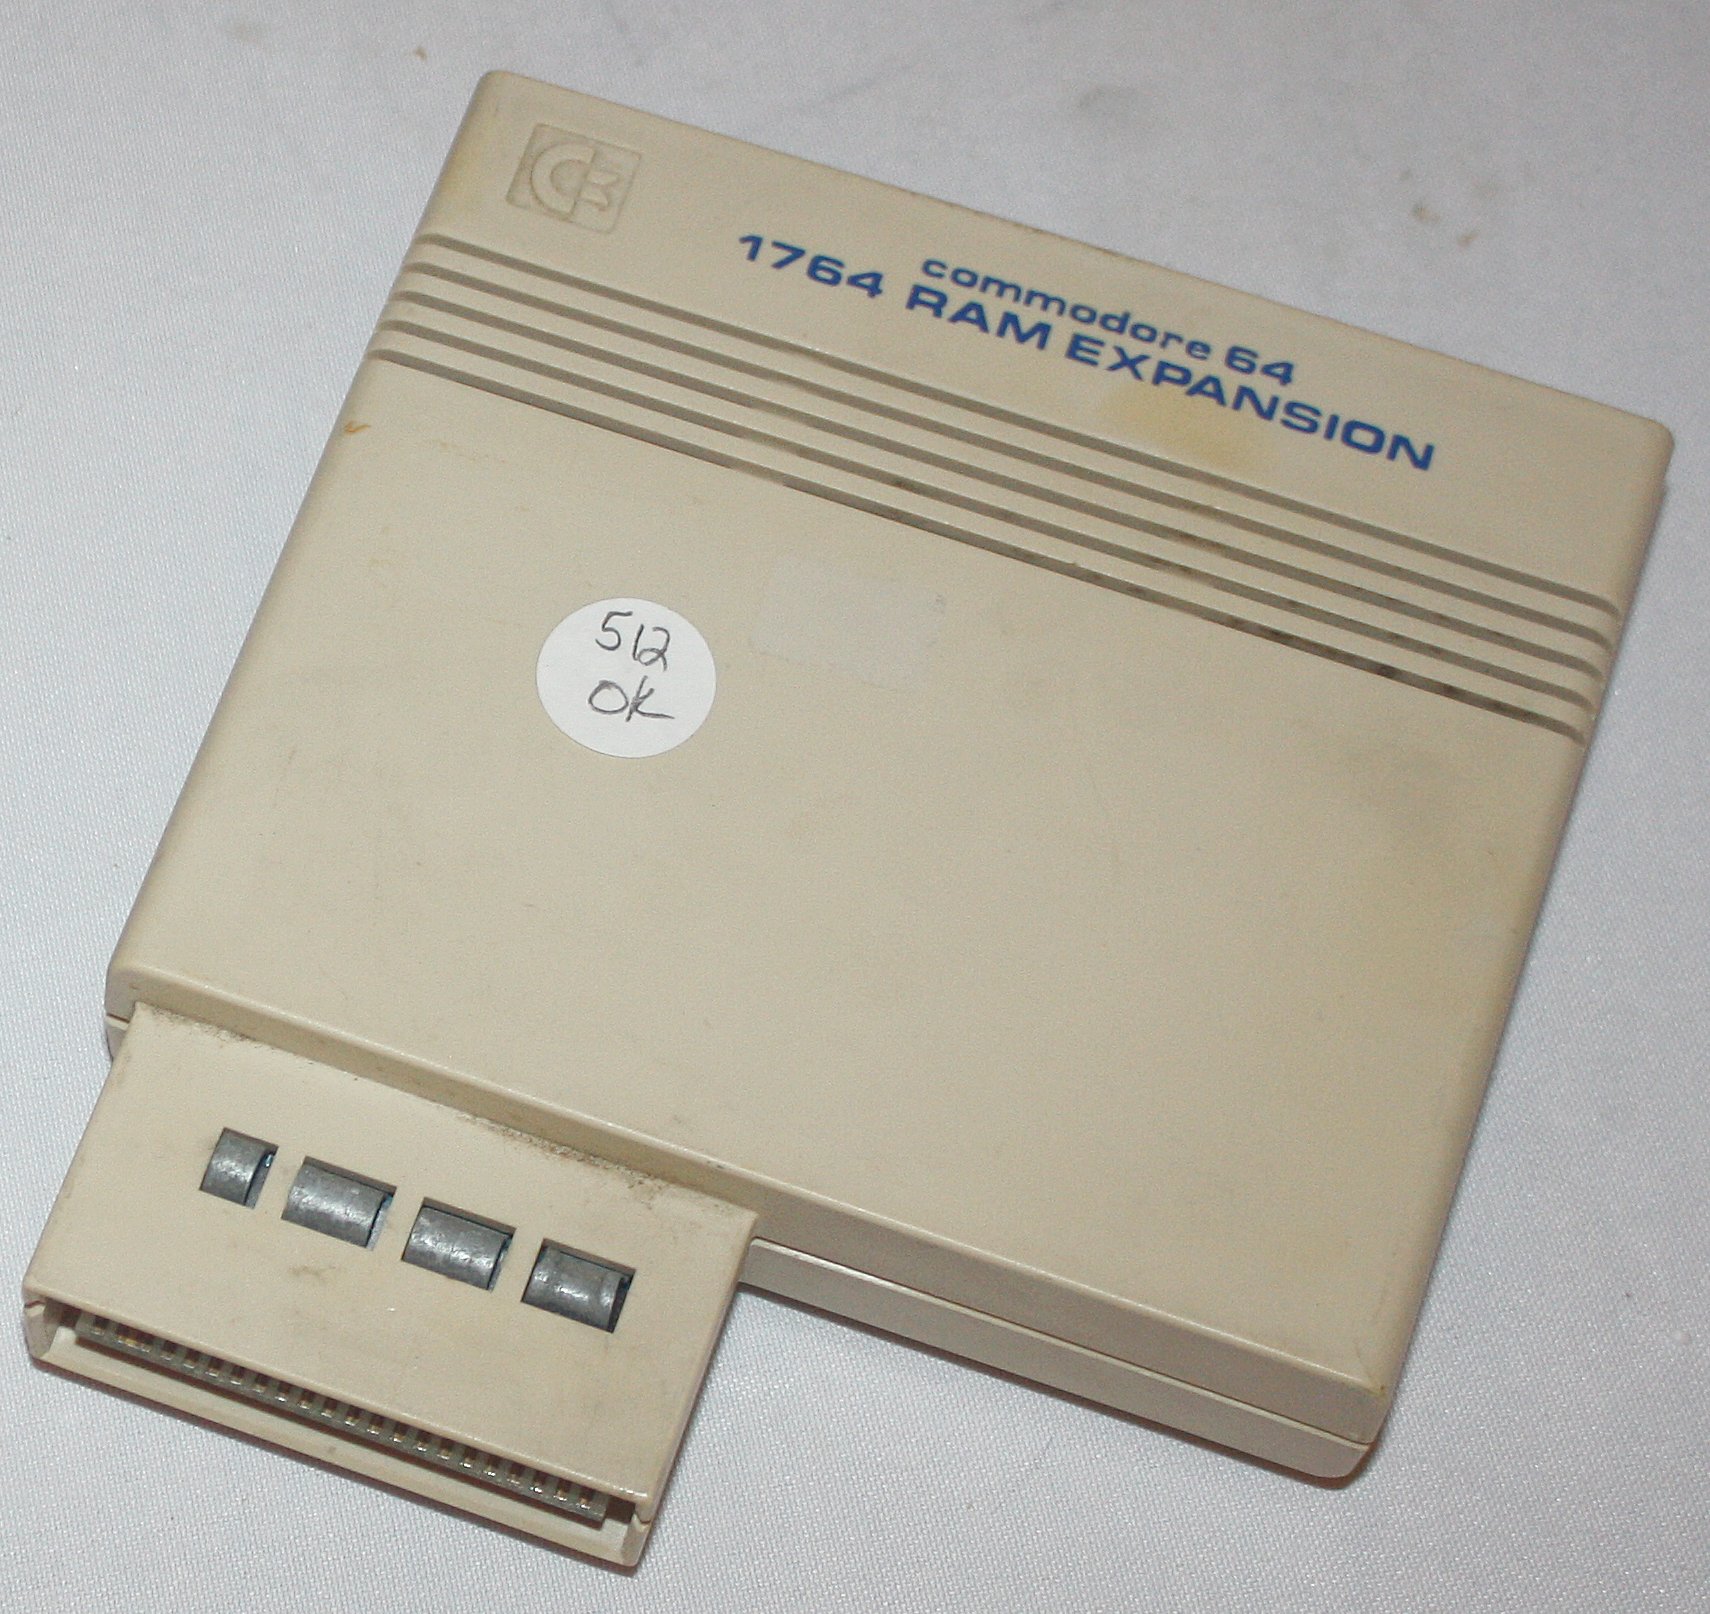 commodore 64
1764 RAM EXPANSION
512
OK